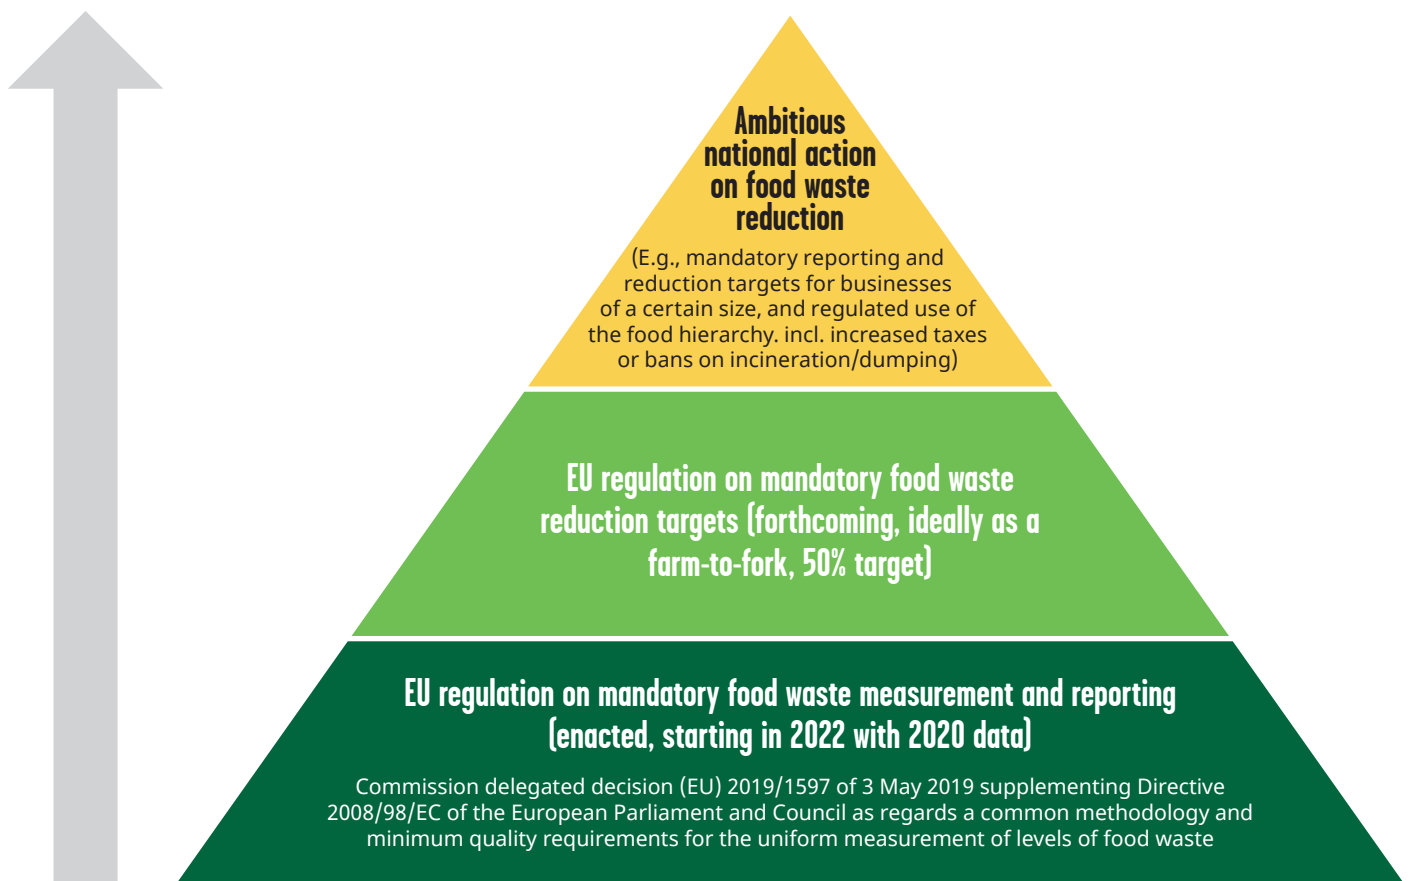 Ambitious
national action
on food waste
reduction
(E.g., mandatory reporting and
reduction targets for businesses
of a certain size, and regulated use of
the food hierarchy. incl. increased taxes
or bans on incineration/dumping)
EU regulation on mandatory food waste
reduction targets (forthcoming, ideally as a
farm-to-fork, 50% target)
EU regulation on mandatory food waste measurement and reporting
(enacted, starting in 2022 with 2020 data)
Commission delegated decision (EU) 2019/1597 of 3 May 2019 supplementing Directive
2008/98/EC of the European Parliament and Council as regards a common methodology and
minimum quality requirements for the uniform measurement of levels of food waste